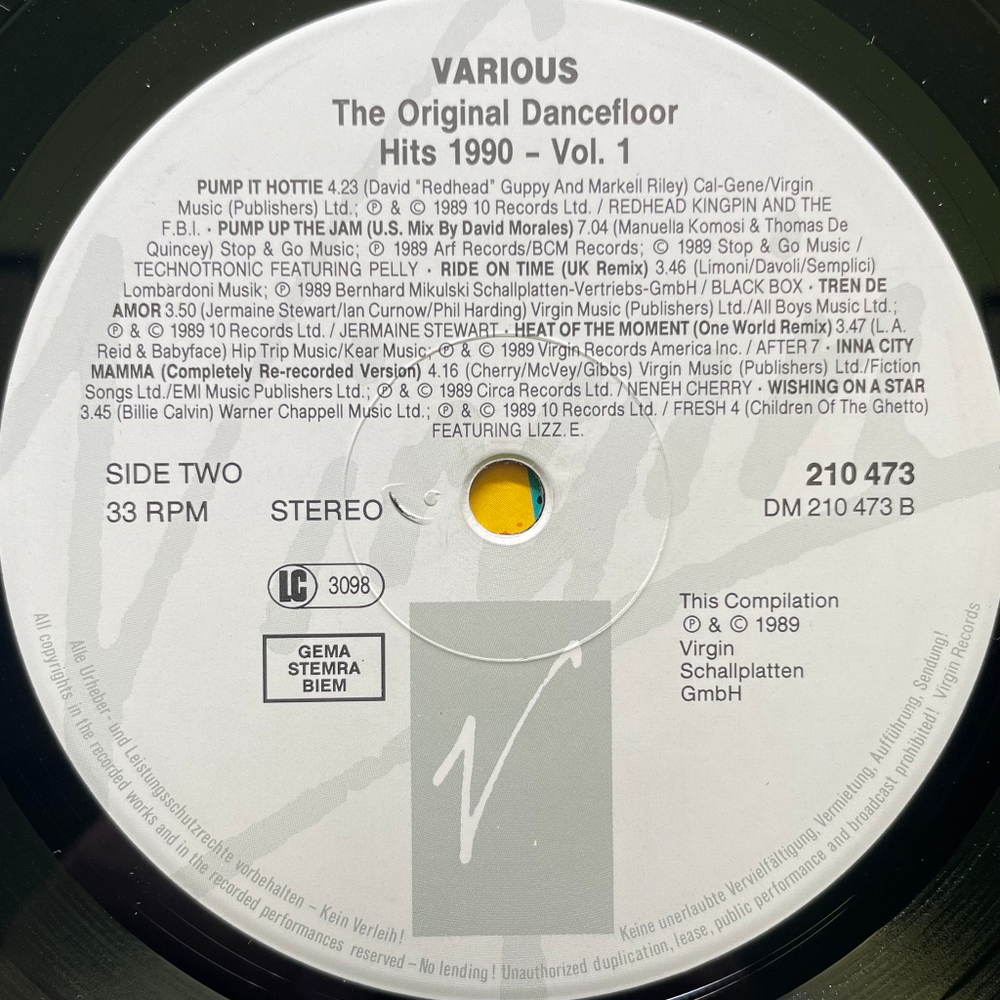 VARIOUS
The Original Dancefloor
Hits 1990 – Vol. 1
PUMP IT HOTTIE 4.23 (David "Redhead" Guppy And Markell Riley) Cal-Gene/Virgin
Music (Publishers) Ltd.; ℗ & © 1989 10 Records Ltd. / REDHEAD KINGPIN AND THE
F.B.I. · PUMP UP THE JAM (U.S. Mix By David Morales) 7.04 (Manuella Komosi & Thomas De
Quincey) Stop & Go Music; ℗ 1989 Arf Records/BCM Records; © 1989 Stop & Go Music /
TECHNOTRONIC FEATURING PELLY · RIDE ON TIME (UK Remix) 3.46 (Limoni/Davoli/Semplici)
Lombardoni Musik; ℗ 1989 Bernhard Mikulski Schallplatten-Vertriebs-GmbH / BLACK BOX · TREN DE
AMOR 3.50 (Jermaine Stewart/Ian Curnow/Phil Harding) Virgin Music (Publishers) Ltd./All Boys Music Ltd.;
℗ & © 1989 10 Records Ltd. / JERMAINE STEWART · HEAT OF THE MOMENT (One World Remix) 3.47 (L. A.
Reid & Babyface) Hip Trip Music/Kear Music; ℗ & © 1989 Virgin Records America Inc. / AFTER 7 · INNA CITY
MAMMA (Completely Re-recorded Version) 4.16 (Cherry/McVey/Gibbs) Virgin Music (Publishers) Ltd./Fiction
Songs Ltd./EMI Music Publishers Ltd.; ℗ & © 1989 Circa Records Ltd. / NENEH CHERRY · WISHING ON A STAR
3.45 (Billie Calvin) Warner Chappell Music Ltd.; ℗ & © 1989 10 Records Ltd. / FRESH 4 (Children Of The Ghetto)
FEATURING LIZZ. E.
SIDE TWO
33 RPM
STEREO
210 473
DM 210 473 B
LC 3098
GEMA
STEMRA
BIEM
This Compilation
℗ & © 1989
Virgin
Schallplatten
GmbH
V
Alle Urheber- und Leistungsschutzrechte vorbehalten – Kein Verleih! Keine unerlaubte Vervielfältigung, Vermietung, Aufführung, Sendung!
All copyrights in the recorded works and in the recorded performances reserved – No lending! Unauthorized duplication, lease, public performance and broadcast prohibited! Virgin Records